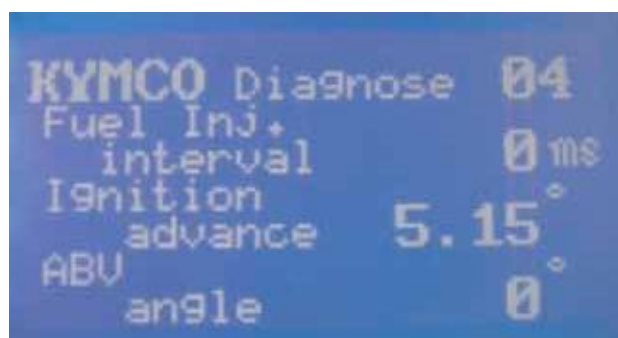 KYMCO Diagnose 04
Fuel Inj.
interval 0 ms
Ignition
advance 5.15°
ABV
angle 0°